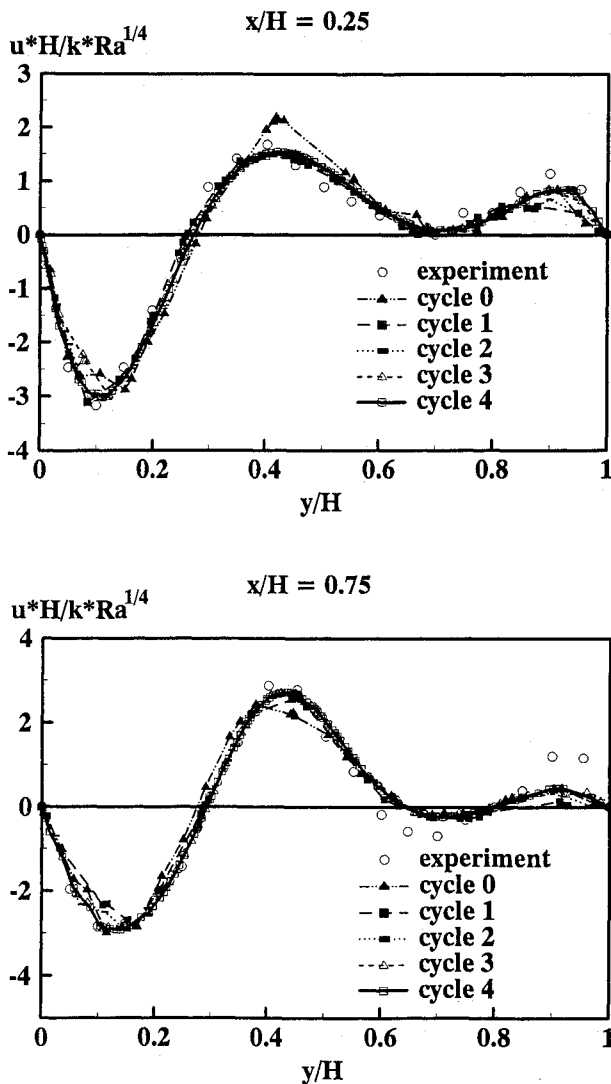 x/H = 0.25
u*H/k*Ra^1/4
3
2
1
0
-1
-2
-3
-4
0
0.2
0.4
0.6
0.8
1
y/H
experiment
cycle 0
cycle 1
cycle 2
cycle 3
cycle 4
x/H = 0.75
u*H/k*Ra^1/4
4
2
0
-2
-4
0
0.2
0.4
0.6
0.8
1
y/H
experiment
cycle 0
cycle 1
cycle 2
cycle 3
cycle 4